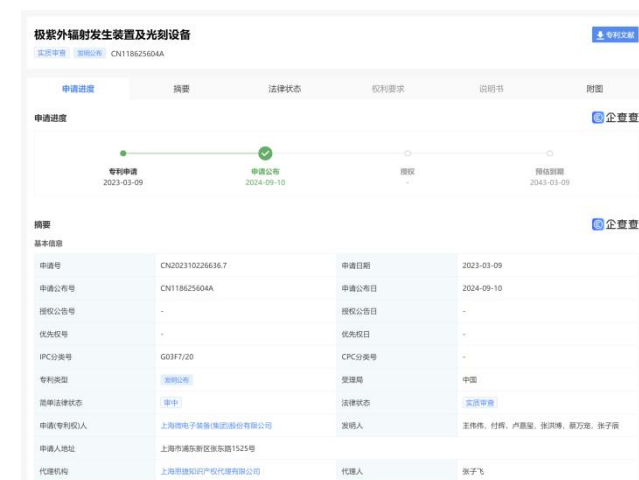 极紫外辐射发生装置及光刻设备
专利文献
实质审查 发明公布 CN118625604A
申请进度 摘要 法律状态 权利要求 说明书 附图
申请进度 企查查
专利申请 申请公布 授权 预估到期
2023-03-09 2024-09-10 - 2043-03-09
摘要 企查查
基本信息
申请号 CN202310226636.7 申请日期 2023-03-09
申请公布号 CN118625604A 申请公布日 2024-09-10
授权公告号 - 授权公告日 -
优先权号 - 优先权日 -
IPC分类号 G03F7/20 CPC分类号 -
专利类型 发明公布 受理局 中国
简单法律状态 审中 法律状态 实质审查
申请(专利权)人 上海微电子装备(集团)股份有限公司 发明人 王伟伟、付辉、卢嘉玺、张洪博、蔡万宠、张子辰
申请人地址 上海市浦东新区张东路1525号
代理机构 上海思捷知识产权代理有限公司 代理人 张子飞